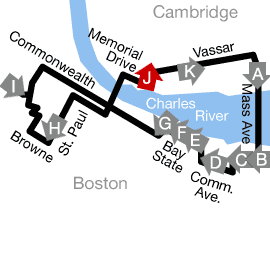 Cambridge
Memorial
Drive
Vassar
Commonwealth
J
K
A
I
Charles
River
Mass Ave
H
St. Paul
Browne
G
F
E
D
C
B
Bay
State
Comm.
Ave.
Boston